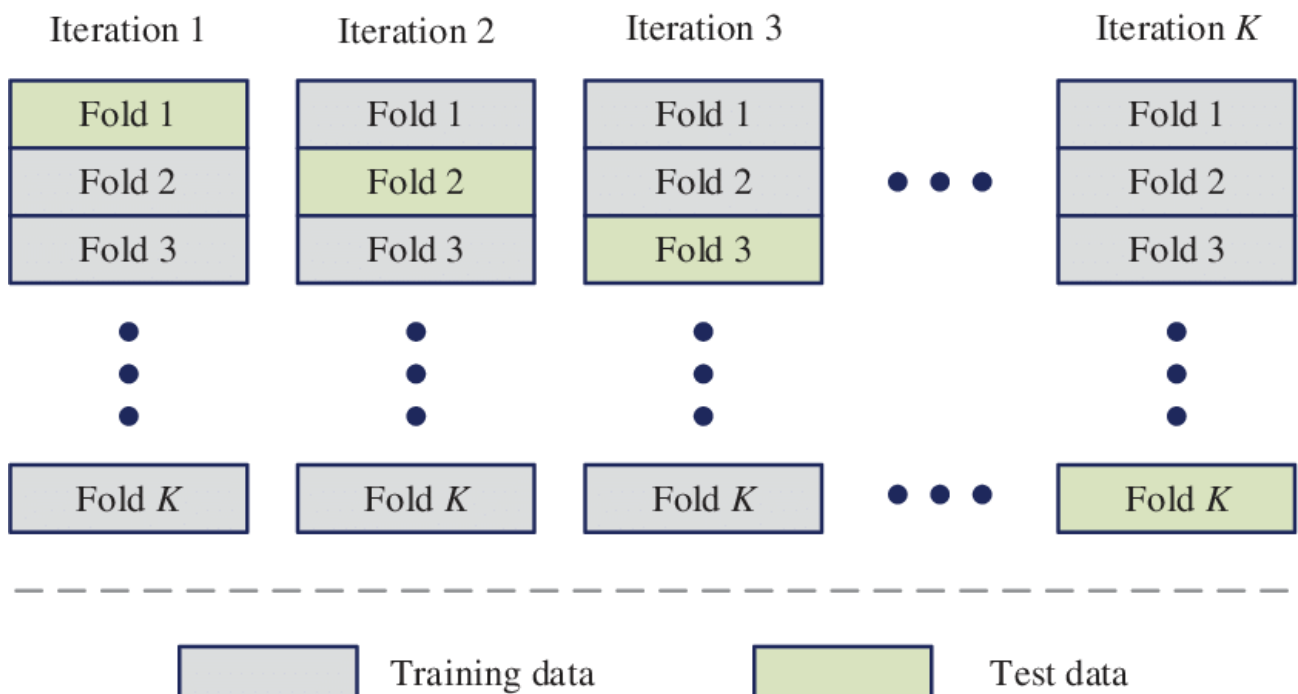 Iteration 1
Iteration 2
Iteration 3
Iteration K
Fold 1
Fold 1
Fold 1
Fold 1
Fold 2
Fold 2
Fold 2
Fold 2
Fold 3
Fold 3
Fold 3
Fold 3
Fold K
Fold K
Fold K
Fold K
Training data
Test data